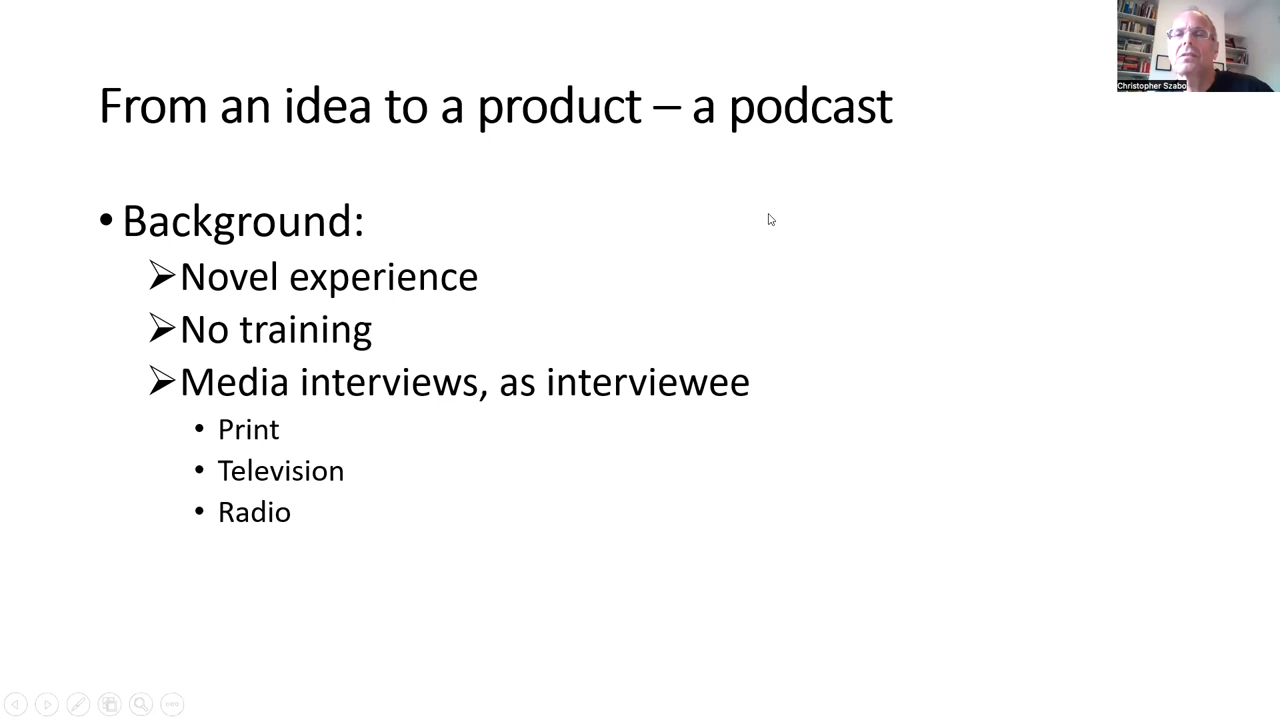 Christopher Szabo
From an idea to a product – a podcast
• Background:
➢Novel experience
➢No training
➢Media interviews, as interviewee
• Print
• Television
• Radio